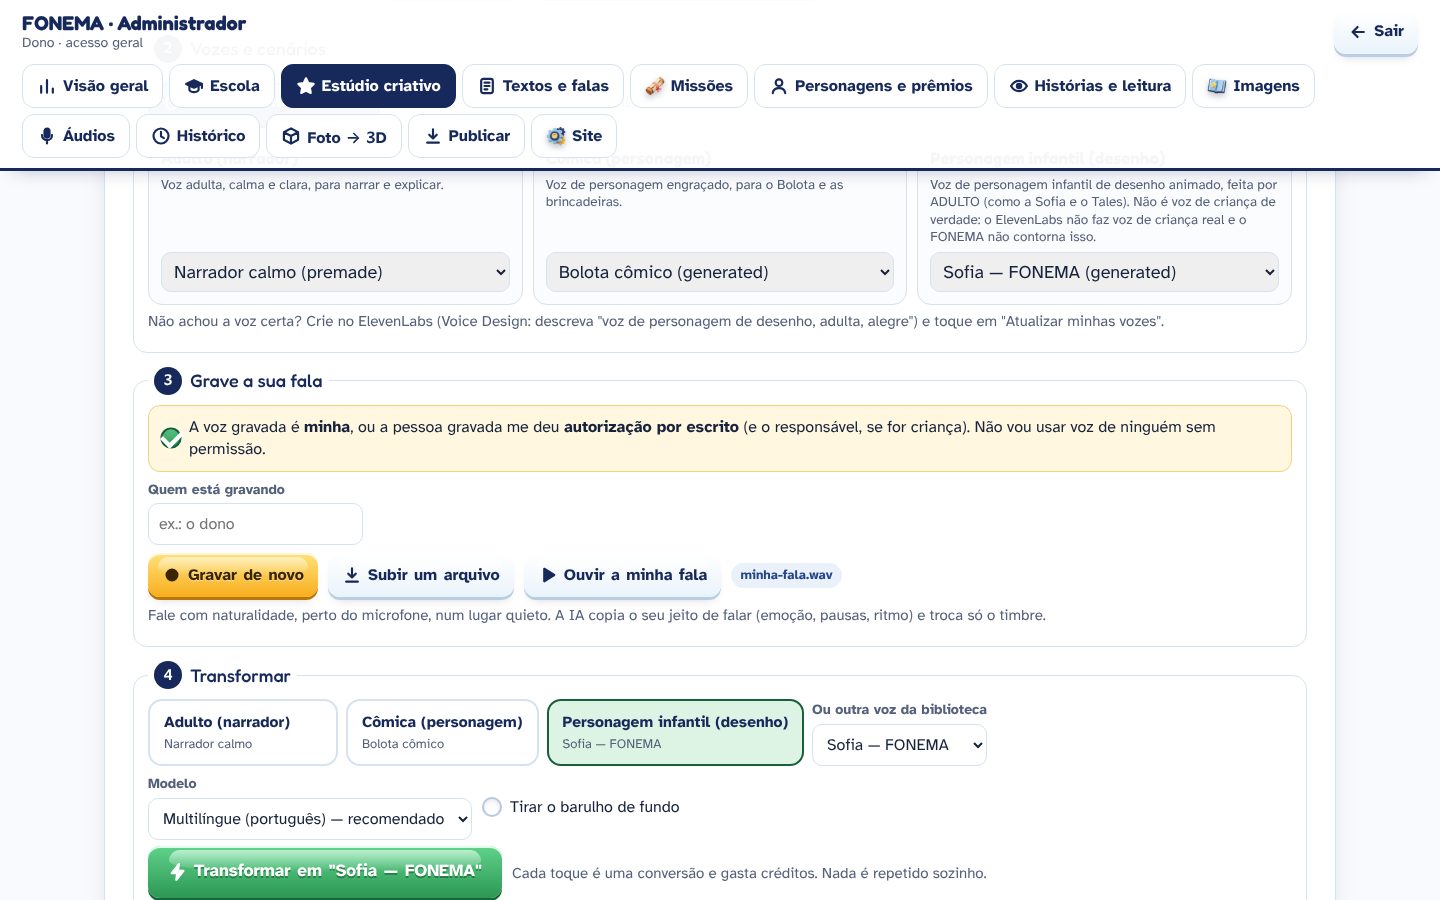 FONEMA · Administrador
Dono · acesso geral
2 Vozes e cenários
Sair
Visão geral
Escola
Estúdio criativo
Textos e falas
Missões
Personagens e prêmios
Histórias e leitura
Imagens
Áudios
Histórico
Foto → 3D
Publicar
Site
Adulto (narrador)
Cômica (personagem)
Personagem infantil (desenho)
Voz adulta, calma e clara, para narrar e explicar.
Voz de personagem engraçado, para o Bolota e as
brincadeiras.
Voz de personagem infantil de desenho animado, feita por
ADULTO (como a Sofia e o Tales). Não é voz de criança de
verdade: o ElevenLabs não faz voz de criança real e o
FONEMA não contorna isso.
Narrador calmo (premade)
Bolota cômico (generated)
Sofia — FONEMA (generated)
Não achou a voz certa? Crie no ElevenLabs (Voice Design: descreva "voz de personagem de desenho, adulta, alegre") e toque em "Atualizar minhas vozes".
3 Grave a sua fala
A voz gravada é minha, ou a pessoa gravada me deu autorização por escrito (e o responsável, se for criança). Não vou usar voz de ninguém sem
permissão.
Quem está gravando
ex.: o dono
Gravar de novo
Subir um arquivo
Ouvir a minha fala
minha-fala.wav
Fale com naturalidade, perto do microfone, num lugar quieto. A IA copia o seu jeito de falar (emoção, pausas, ritmo) e troca só o timbre.
4 Transformar
Adulto (narrador)
Narrador calmo
Cômica (personagem)
Bolota cômico
Personagem infantil (desenho)
Sofia — FONEMA
Ou outra voz da biblioteca
Sofia — FONEMA
Modelo
Multilíngue (português) — recomendado
Tirar o barulho de fundo
Transformar em "Sofia — FONEMA"
Cada toque é uma conversão e gasta créditos. Nada é repetido sozinho.